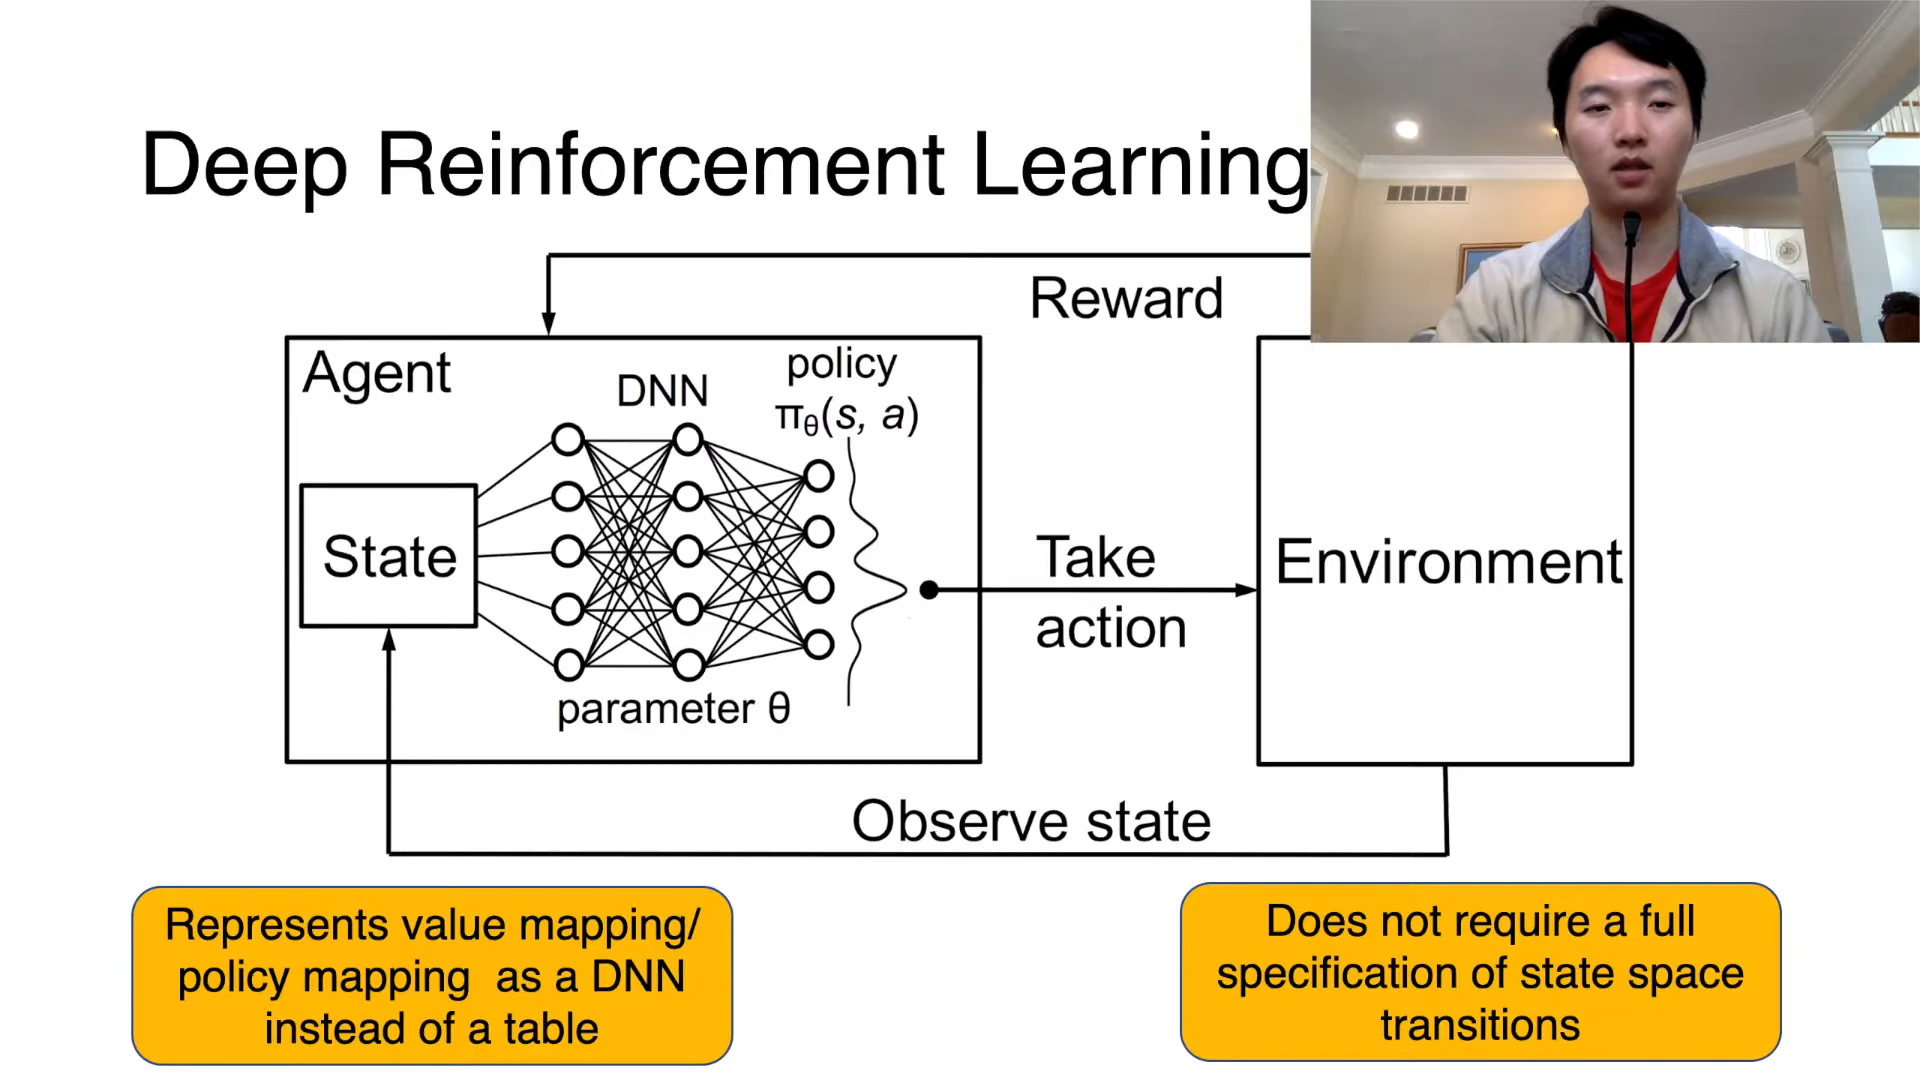 Deep Reinforcement Learning
Reward
Agent
DNN
policy
πθ(s, a)
State
parameter θ
Take
action
Environment
Observe state
Represents value mapping/
policy mapping as a DNN
instead of a table
Does not require a full
specification of state space
transitions